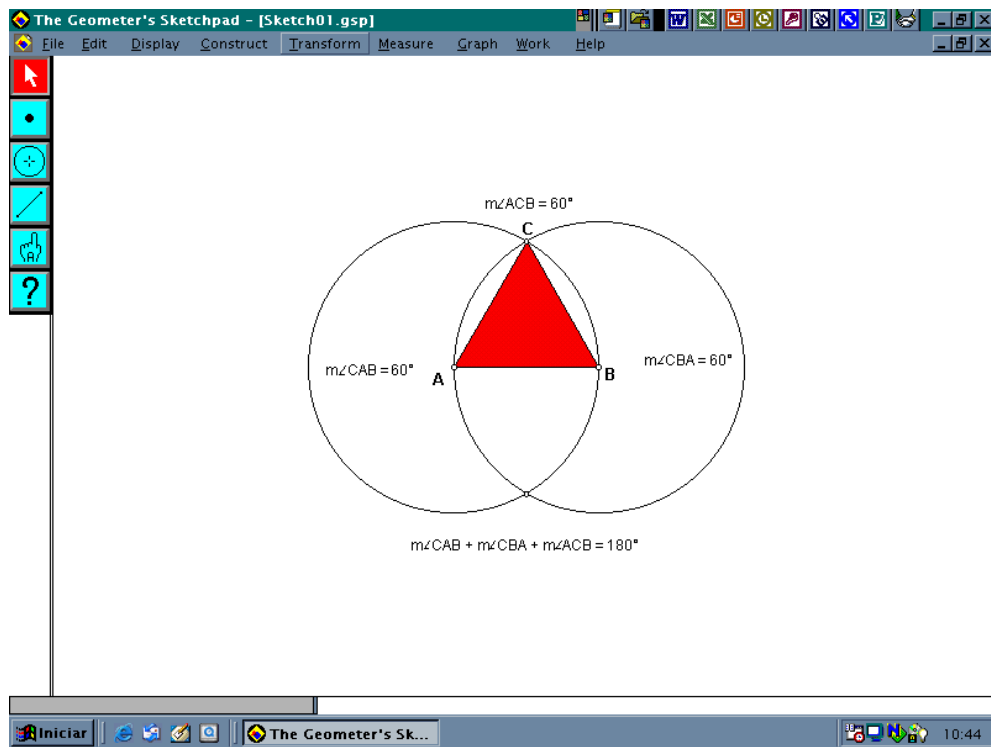 The Geometer's Sketchpad - [Sketch01.gsp]
File Edit Display Construct Transform Measure Graph Work Help
m∠ACB = 60°
C
m∠CAB = 60°
A
B
m∠CBA = 60°
m∠CAB + m∠CBA + m∠ACB = 180°
Iniciar
The Geometer's Sk...
10:44